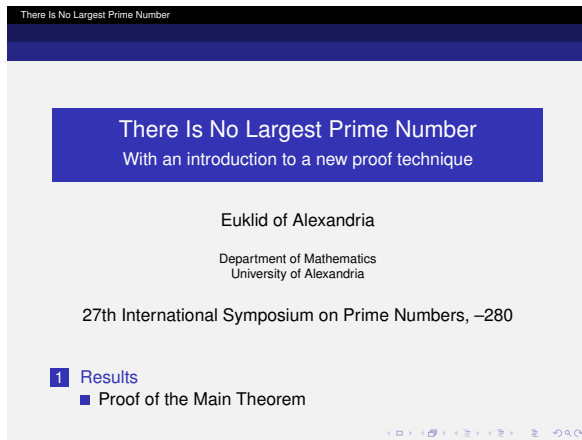 There Is No Largest Prime Number
There Is No Largest Prime Number
With an introduction to a new proof technique
Euklid of Alexandria
Department of Mathematics
University of Alexandria
27th International Symposium on Prime Numbers, –280
1 Results
Proof of the Main Theorem